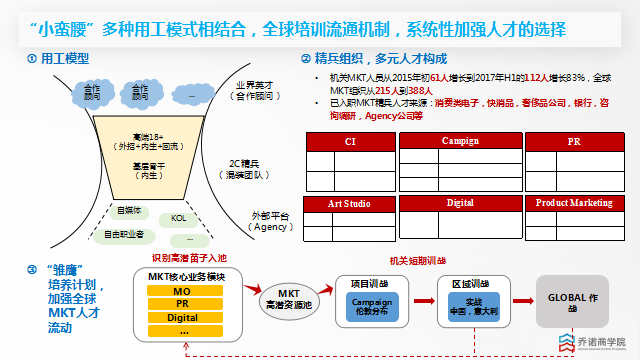 “小蛮腰”多种用工模式相结合，全球培训流通机制，系统性加强人才的选择
① 用工模型
合作
顾问
合作
顾问
...
业界英才
（合作顾问）
高端18+
（外招+内生+回流）
基层骨干
（内生）
2C精兵
（混装团队）
自媒体
KOL
自由职业者
...
外部平台
（Agency）
② 精兵组织，多元人才构成
• 机关MKT人员从2015年初61人增长到2017年H1的112人增长83%，全球
MKT组织从215人到388人
• 已入职MKT精兵人才来源：消费类电子，快消品，奢侈品公司，银行，咨
询调研，Agency公司等
CI
Campign
PR
Art Studio
Digital
Product Marketing
③ “雏鹰”
培养计划，
加强全球
MKT人才
流动
识别高潜苗子入池
MKT核心业务模块
MO
PR
Digital
...
MKT
高潜资源池
机关短期训战
项目训战
Campaign
伦敦分布
区域训战
实战
中国，意大利
GLOBAL 作
战
乔诺商学院